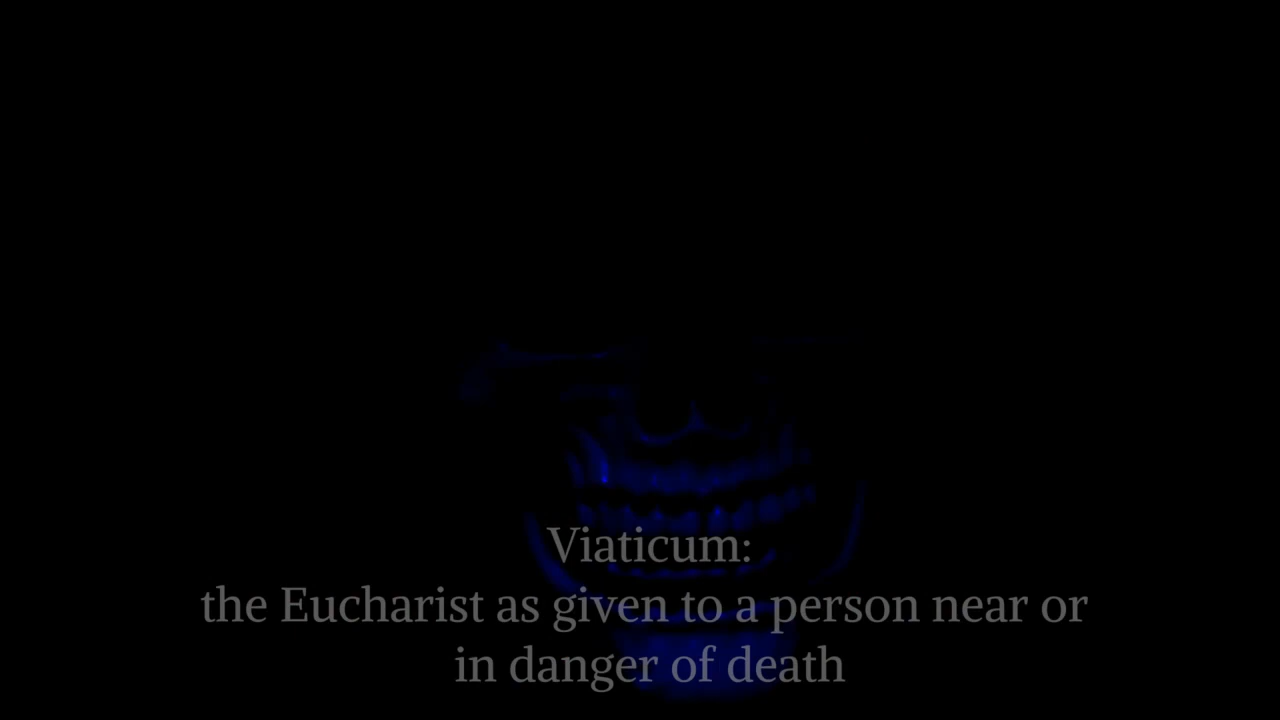 Viaticum:
the Eucharist as given to a person near or
in danger of death